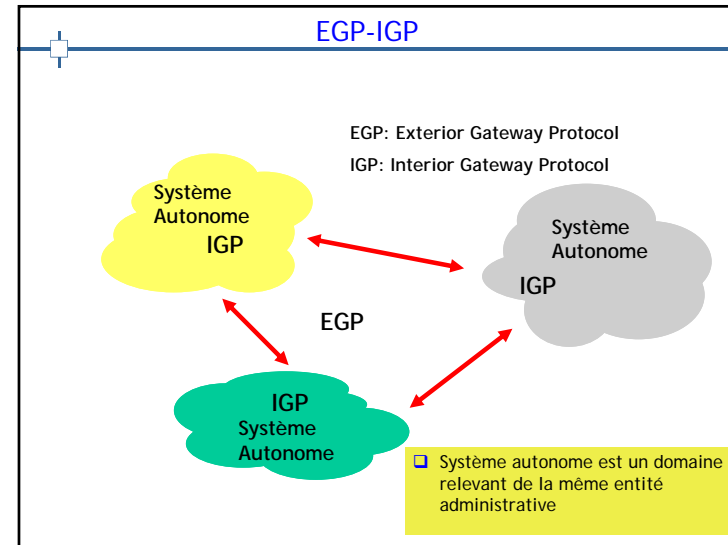 EGP-IGP
EGP: Exterior Gateway Protocol
IGP: Interior Gateway Protocol
Système
Autonome
IGP
Système
Autonome
IGP
EGP
IGP
Système
Autonome
Système autonome est un domaine
relevant de la même entité
administrative